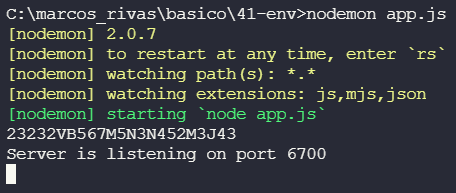 C:\marcos_rivas\basico\41-env>nodemon app.js
[nodemon] 2.0.7
[nodemon] to restart at any time, enter `rs`
[nodemon] watching path(s): *.*
[nodemon] watching extensions: js,mjs,json
[nodemon] starting `node app.js`
23232VB567M5N3N452M3J43
Server is listening on port 6700